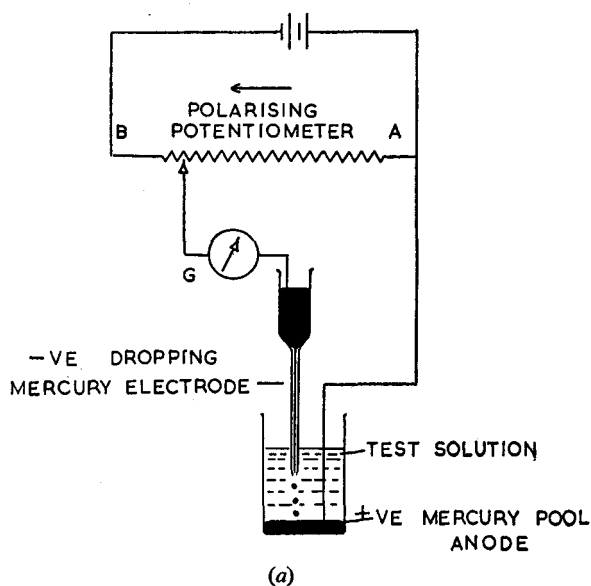 POLARISING
B POTENTIOMETER A
G
-VE DROPPING
MERCURY ELECTRODE
TEST SOLUTION
+VE MERCURY POOL
ANODE
(a)